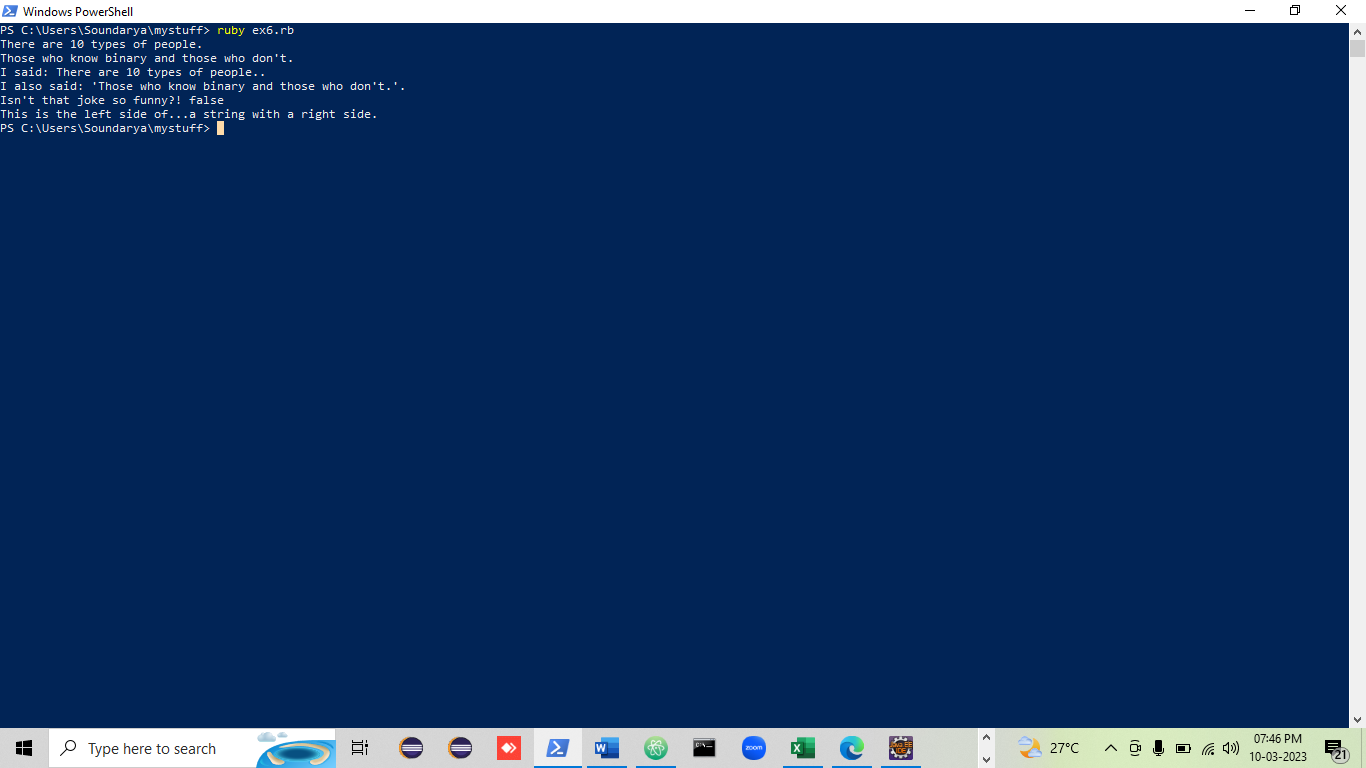 Windows PowerShell
PS C:\Users\Soundarya\mystuff> ruby ex6.rb
There are 10 types of people.
Those who know binary and those who don't.
I said: There are 10 types of people..
I also said: 'Those who know binary and those who don't.'.
Isn't that joke so funny?! false
This is the left side of...a string with a right side.
PS C:\Users\Soundarya\mystuff>
Type here to search
zoom
27°C
07:46 PM
10-03-2023
21